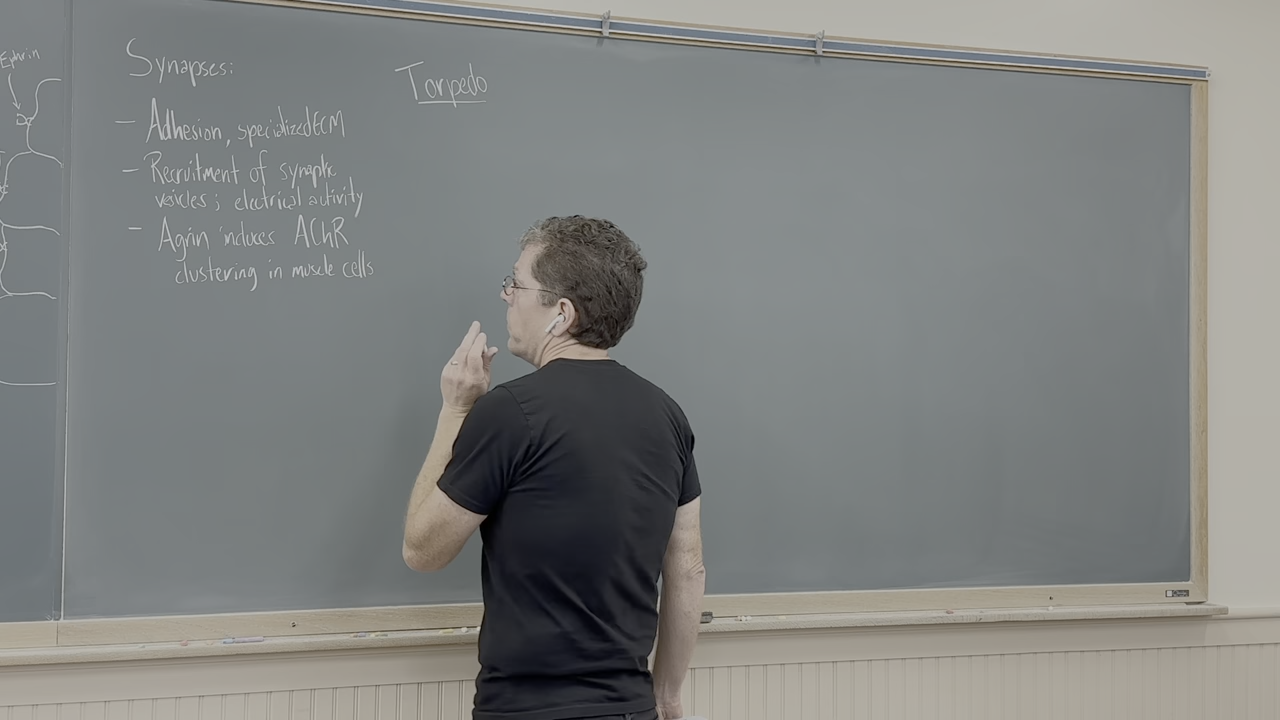 Ephrin
Synapses:
Torpedo
– Adhesion, specialized ECM
– Recruitment of synaptic
vesicles; electrical activity
– Agrin induces AChR
clustering in muscle cells